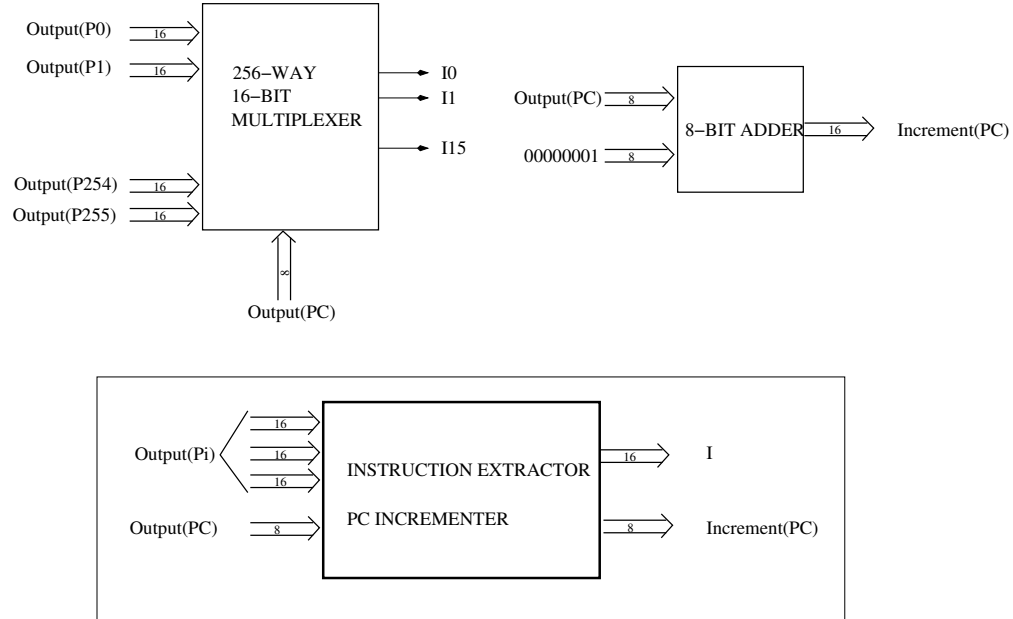 Output(P0)
16
Output(P1)
16
256−WAY
16−BIT
MULTIPLEXER
I0
I1
I15
Output(P254)
16
Output(P255)
16
8
Output(PC)
Output(PC)
8
00000001
8
8−BIT ADDER
16
Increment(PC)
Output(Pi)
16
16
16
Output(PC)
8
INSTRUCTION EXTRACTOR
PC INCREMENTER
16
I
8
Increment(PC)